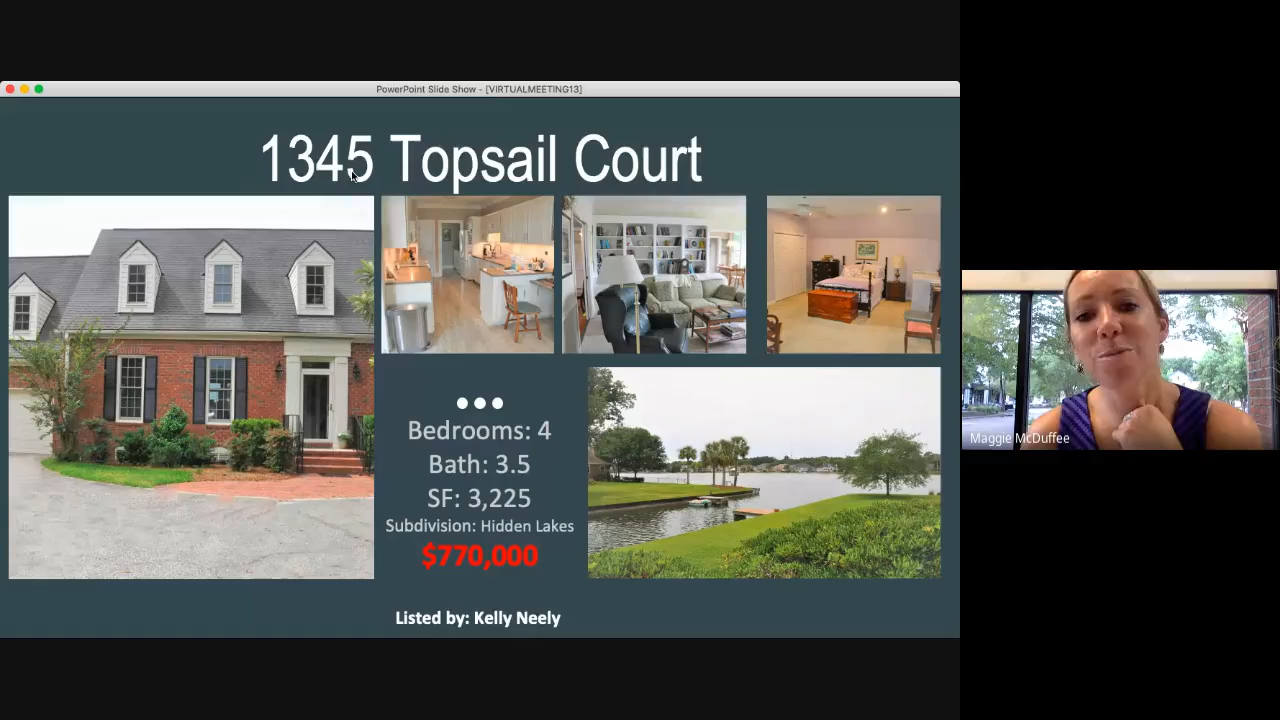 PowerPoint Slide Show - [VIRTUALMEETING13]
1345 Topsail Court
Bedrooms: 4
Bath: 3.5
SF: 3,225
Subdivision: Hidden Lakes
$770,000
Listed by: Kelly Neely
Maggie McDuffee